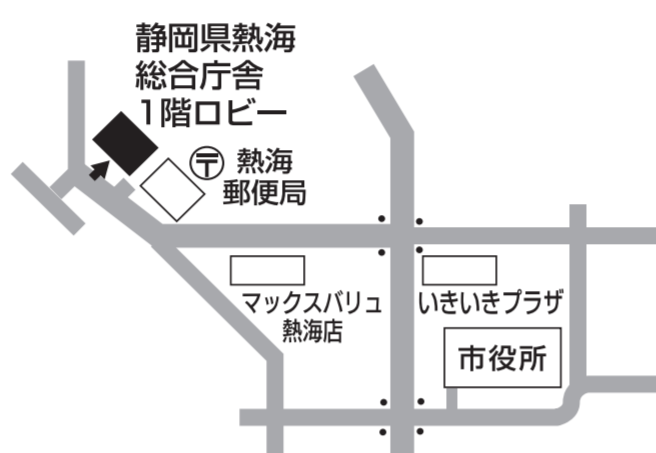 静岡県熱海
総合庁舎
1階ロビー
〒 熱海
郵便局
マックスバリュ
熱海店
いきいきプラザ
市役所